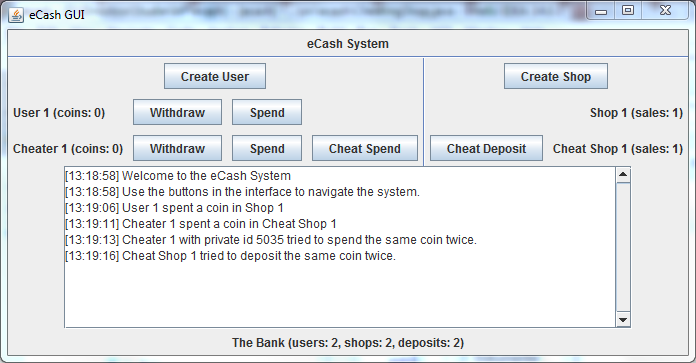 eCash GUI
eCash System
Create User
Create Shop
User 1 (coins: 0) Withdraw Spend Shop 1 (sales: 1)
Cheater 1 (coins: 0) Withdraw Spend Cheat Spend Cheat Deposit Cheat Shop 1 (sales: 1)
[13:18:58] Welcome to the eCash System
[13:18:58] Use the buttons in the interface to navigate the system.
[13:19:06] User 1 spent a coin in Shop 1
[13:19:11] Cheater 1 spent a coin in Cheat Shop 1
[13:19:13] Cheater 1 with private id 5035 tried to spend the same coin twice.
[13:19:16] Cheat Shop 1 tried to deposit the same coin twice.
The Bank (users: 2, shops: 2, deposits: 2)